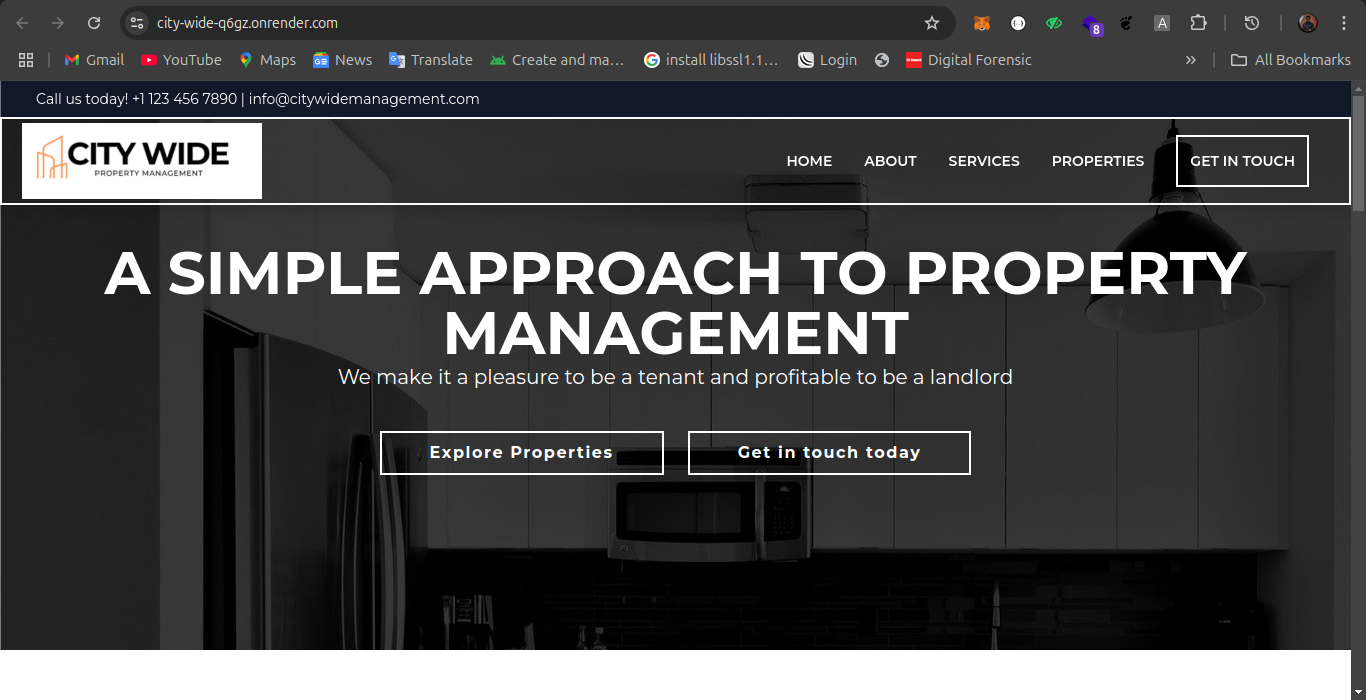 city-wide-q6gz.onrender.com
8
A
Gmail
YouTube
Maps
News
Translate
Create and ma...
install libssl1.1...
Login
Digital Forensic
»
All Bookmarks
Call us today! +1 123 456 7890 | info@citywidemanagement.com
CITY WIDE
PROPERTY MANAGEMENT
HOME
ABOUT
SERVICES
PROPERTIES
GET IN TOUCH
A SIMPLE APPROACH TO PROPERTY
MANAGEMENT
We make it a pleasure to be a tenant and profitable to be a landlord
Explore Properties
Get in touch today